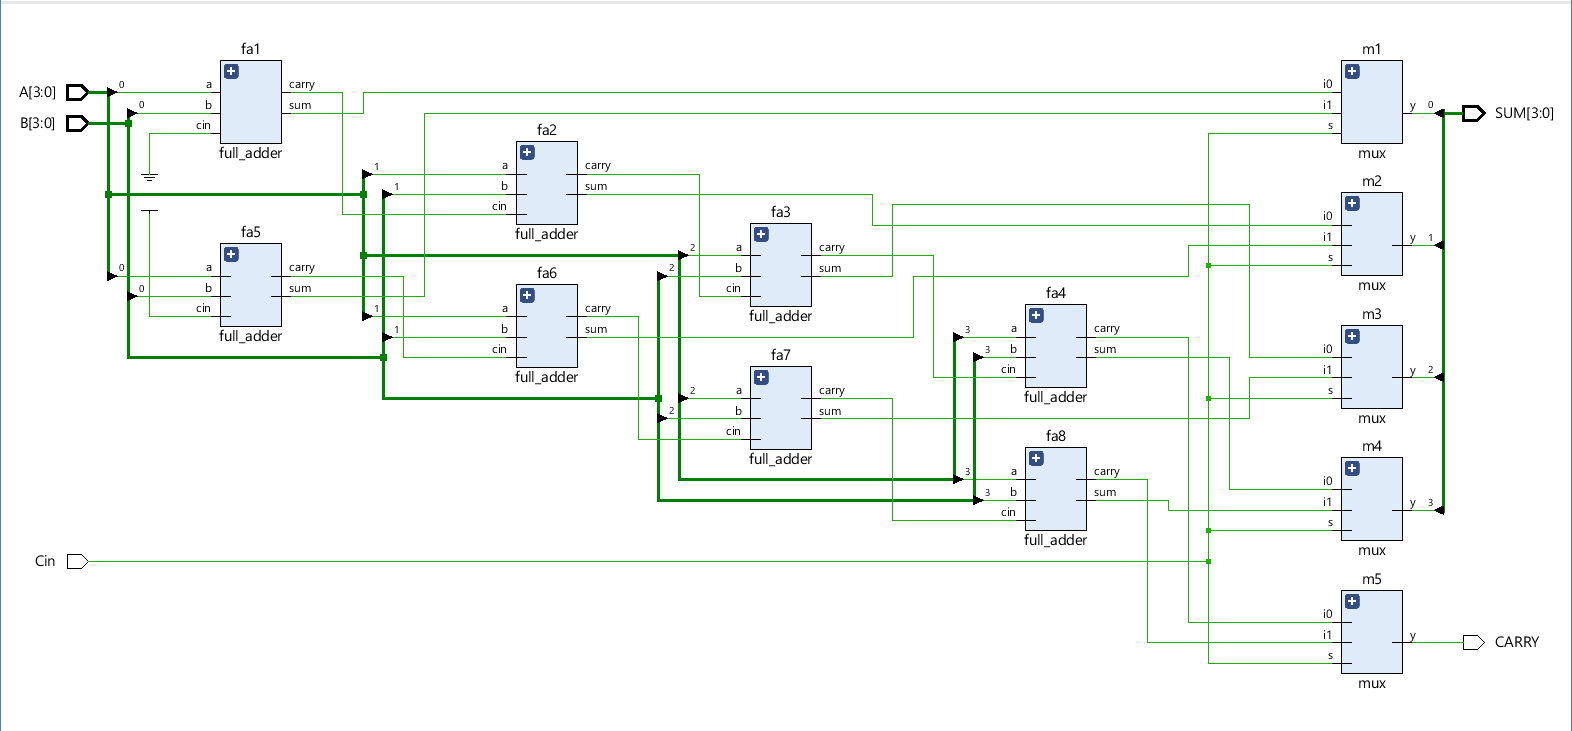 fa1
m1
A[3:0]
0
a
carry
i0
0
b
sum
i1
y
0
SUM[3:0]
B[3:0]
cin
s
fa2
full_adder
mux
1
a
carry
m2
1
b
sum
cin
fa3
i0
fa5
full_adder
i1
y
1
2
a
carry
s
0
a
carry
fa6
2
b
sum
0
b
sum
cin
mux
cin
fa4
1
a
carry
full_adder
m3
full_adder
3
a
carry
1
b
sum
3
b
sum
i0
cin
fa7
cin
i1
y
2
full_adder
2
a
carry
full_adder
s
2
b
sum
mux
cin
fa8
m4
full_adder
3
a
carry
i0
3
b
sum
i1
y
3
cin
s
full_adder
mux
Cin
m5
i0
i1
y
CARRY
s
mux